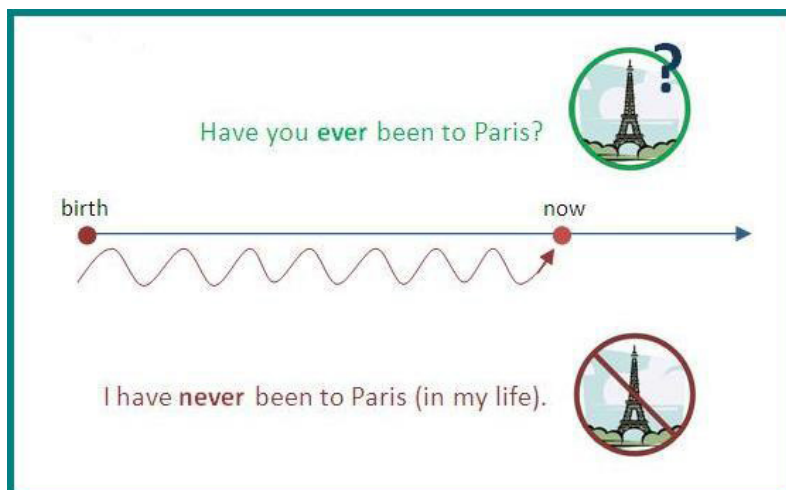 ?
Have you ever been to Paris?
birth now
I have never been to Paris (in my life).